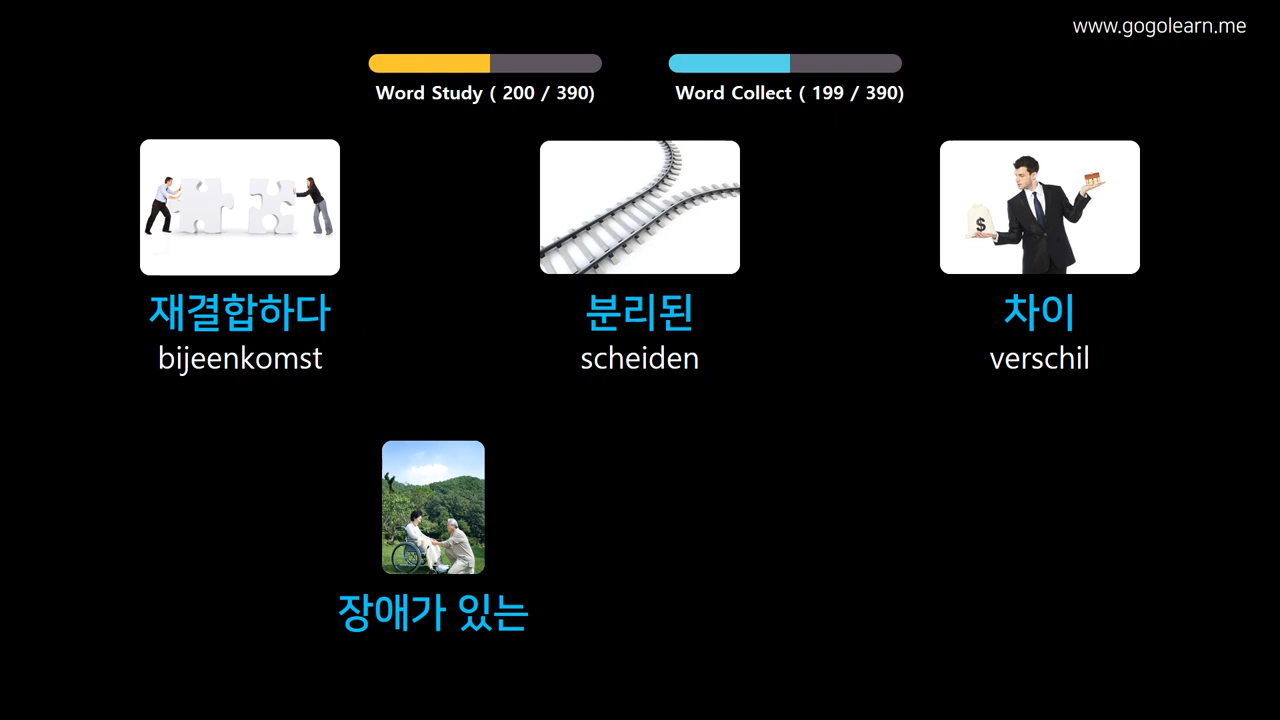 www.gogolearn.me
Word Study ( 200 / 390)
Word Collect ( 199 / 390)
재결합하다
bijeenkomst
분리된
scheiden
차이
verschil
장애가 있는